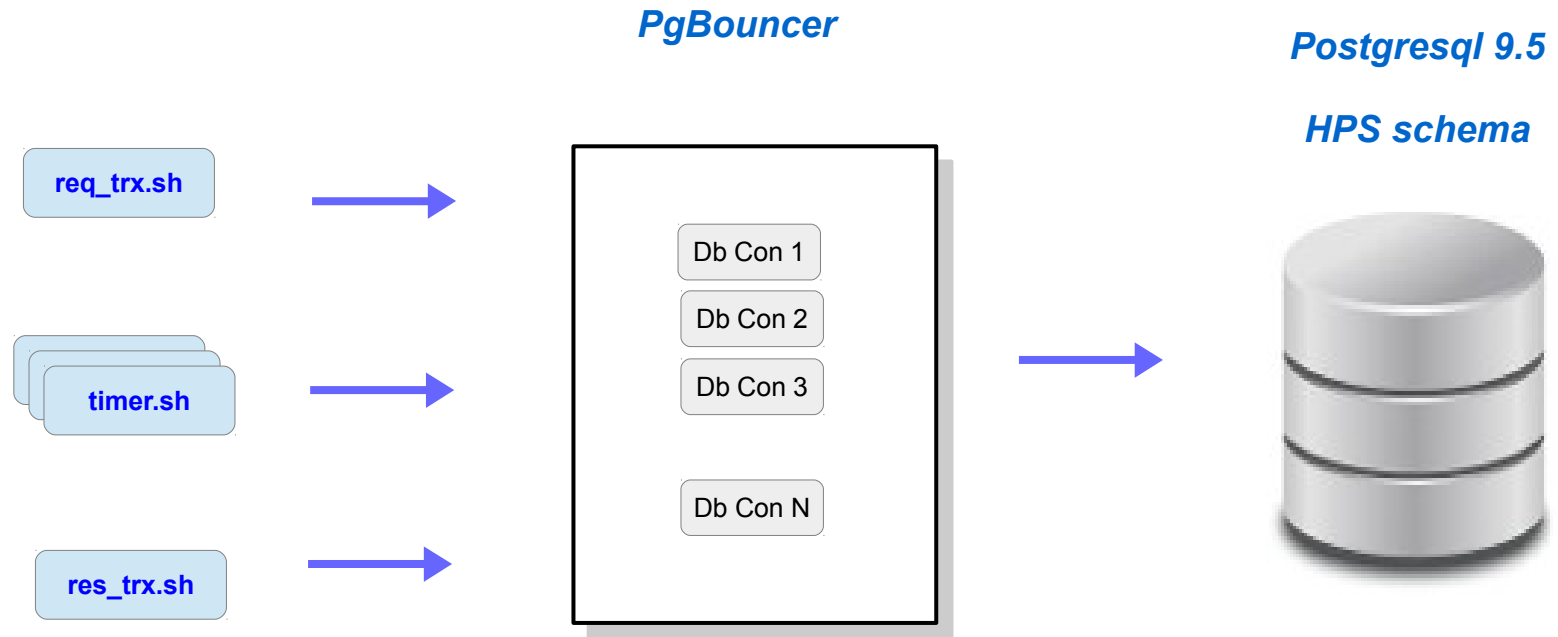 PgBouncer
Postgresql 9.5
HPS schema
req_trx.sh
timer.sh
res_trx.sh
Db Con 1
Db Con 2
Db Con 3
Db Con N